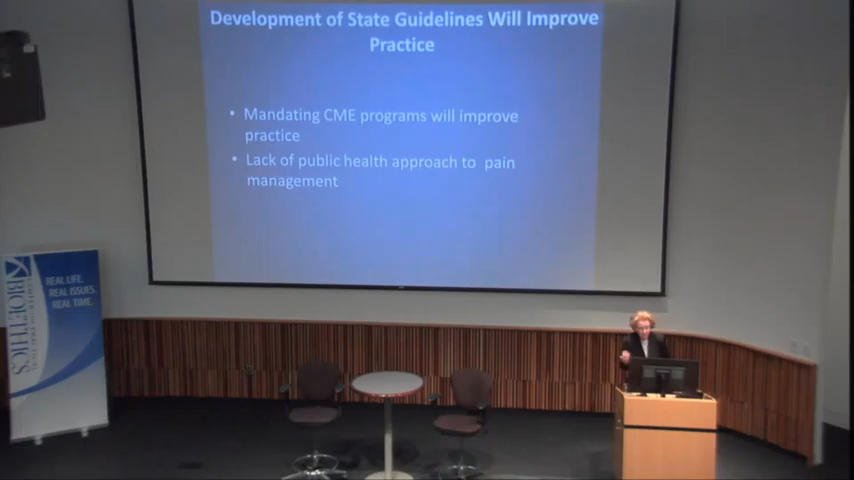 Development of State Guidelines Will Improve
Practice
• Mandating CME programs will improve
practice
• Lack of public health approach to pain
management
REAL LIFE.
REAL ISSUES.
REAL TIME.
BIOETHICS